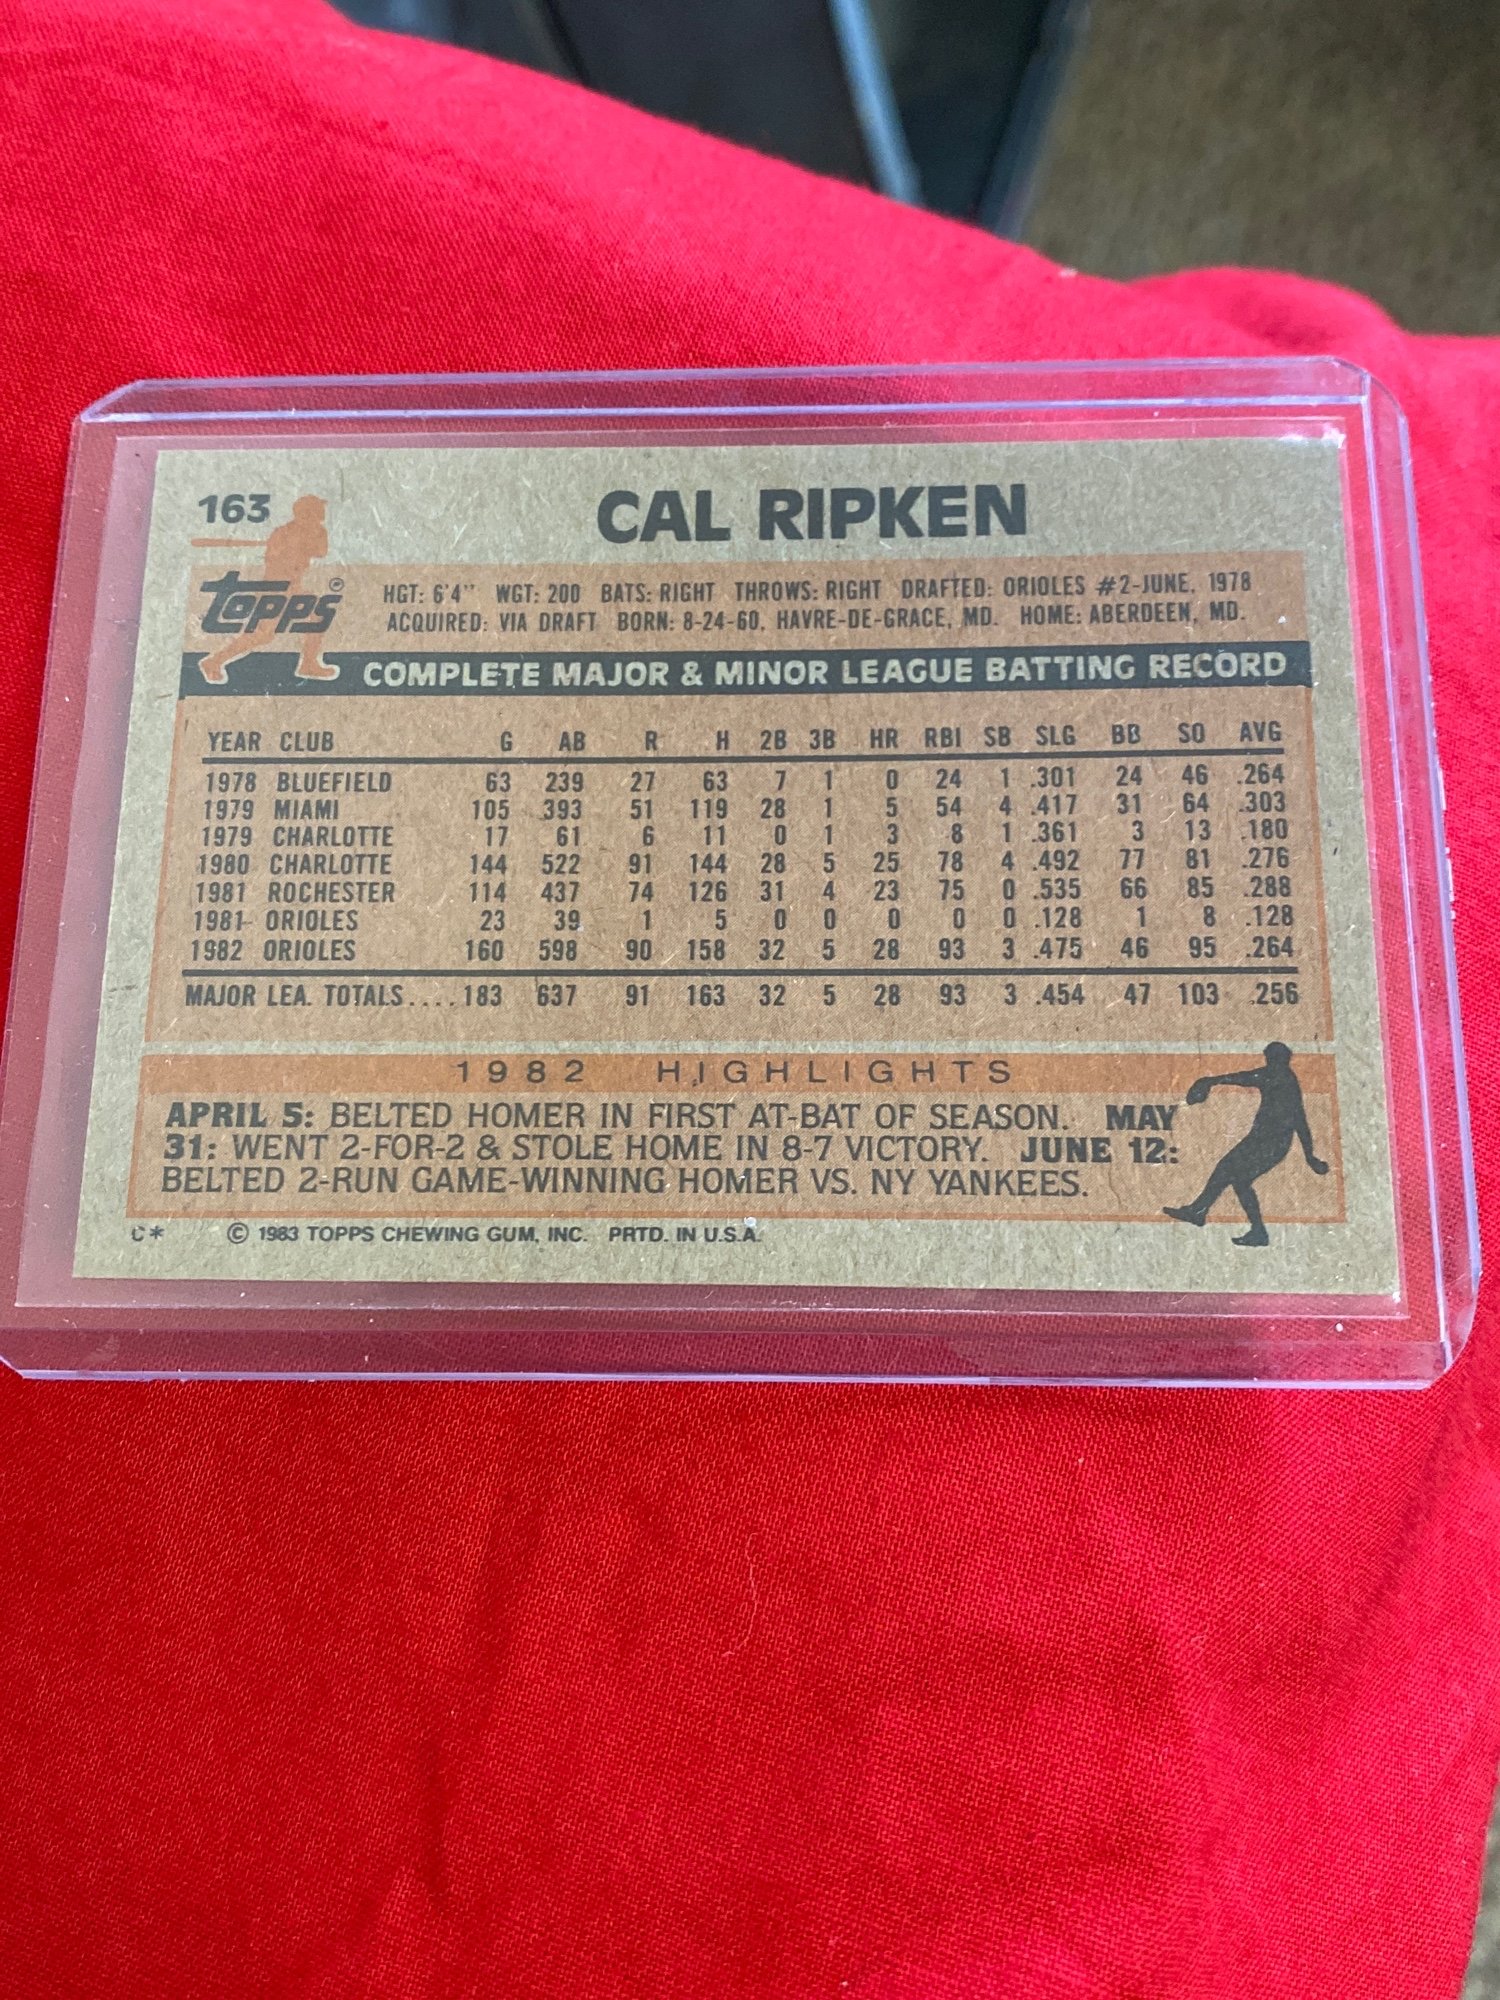 163
CAL RIPKEN
TOPPS®
HGT: 6'4" WGT: 200 BATS: RIGHT THROWS: RIGHT DRAFTED: ORIOLES #2-JUNE, 1978
ACQUIRED: VIA DRAFT BORN: 8-24-60, HAVRE-DE-GRACE, MD. HOME: ABERDEEN, MD.
COMPLETE MAJOR & MINOR LEAGUE BATTING RECORD
YEAR CLUB G AB R H 2B 3B HR RBI SB SLG BB SO AVG
1978 BLUEFIELD 63 239 27 63 7 1 0 24 1 .301 24 46 .264
1979 MIAMI 105 393 51 119 28 1 5 54 4 .417 31 64 .303
1979 CHARLOTTE 17 61 6 11 0 1 3 8 1 .361 3 13 .180
1980 CHARLOTTE 144 522 91 144 28 5 25 78 4 .492 77 81 .276
1981 ROCHESTER 114 437 74 126 31 4 23 75 0 .535 66 85 .288
1981 ORIOLES 23 39 1 5 0 0 0 0 0 .128 1 8 .128
1982 ORIOLES 160 598 90 158 32 5 28 93 3 .475 46 95 .264
MAJOR LEA. TOTALS.... 183 637 91 163 32 5 28 93 3 .454 47 103 .256
1982 HIGHLIGHTS
APRIL 5: BELTED HOMER IN FIRST AT-BAT OF SEASON. MAY
31: WENT 2-FOR-2 & STOLE HOME IN 8-7 VICTORY. JUNE 12:
BELTED 2-RUN GAME-WINNING HOMER VS. NY YANKEES.
C* © 1983 TOPPS CHEWING GUM, INC. PRTD. IN U.S.A.